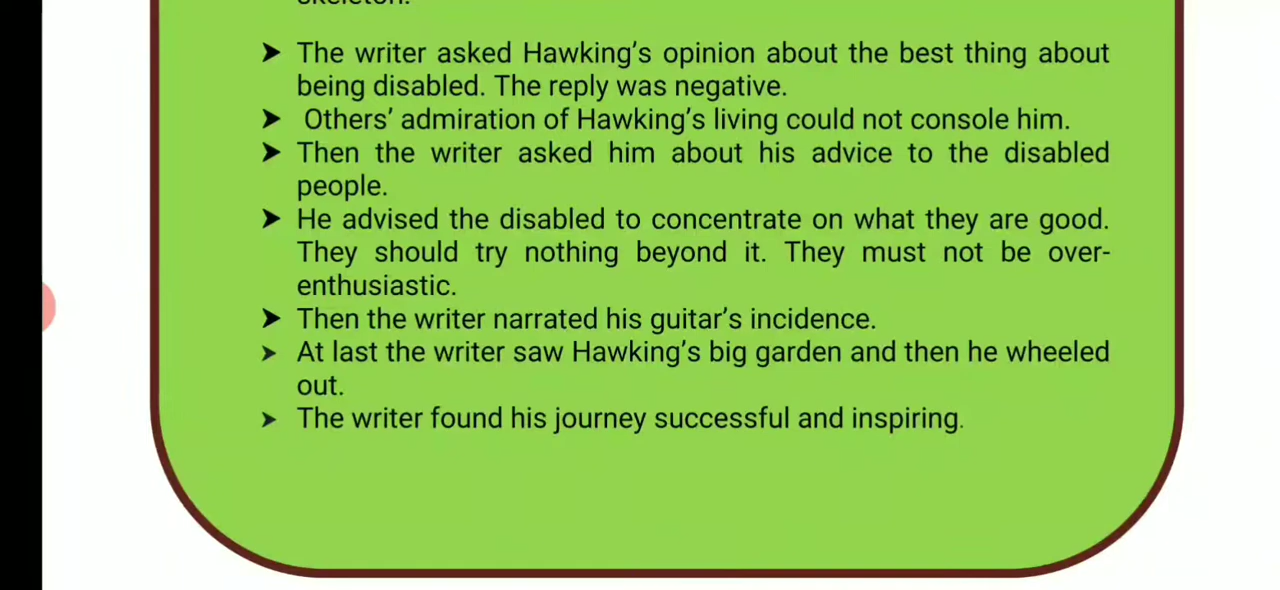 skeleton.
➤ The writer asked Hawking's opinion about the best thing about
being disabled. The reply was negative.
➤ Others' admiration of Hawking's living could not console him.
➤ Then the writer asked him about his advice to the disabled
people.
➤ He advised the disabled to concentrate on what they are good.
They should try nothing beyond it. They must not be over-
enthusiastic.
➤ Then the writer narrated his guitar's incidence.
➤ At last the writer saw Hawking's big garden and then he wheeled
out.
➤ The writer found his journey successful and inspiring.